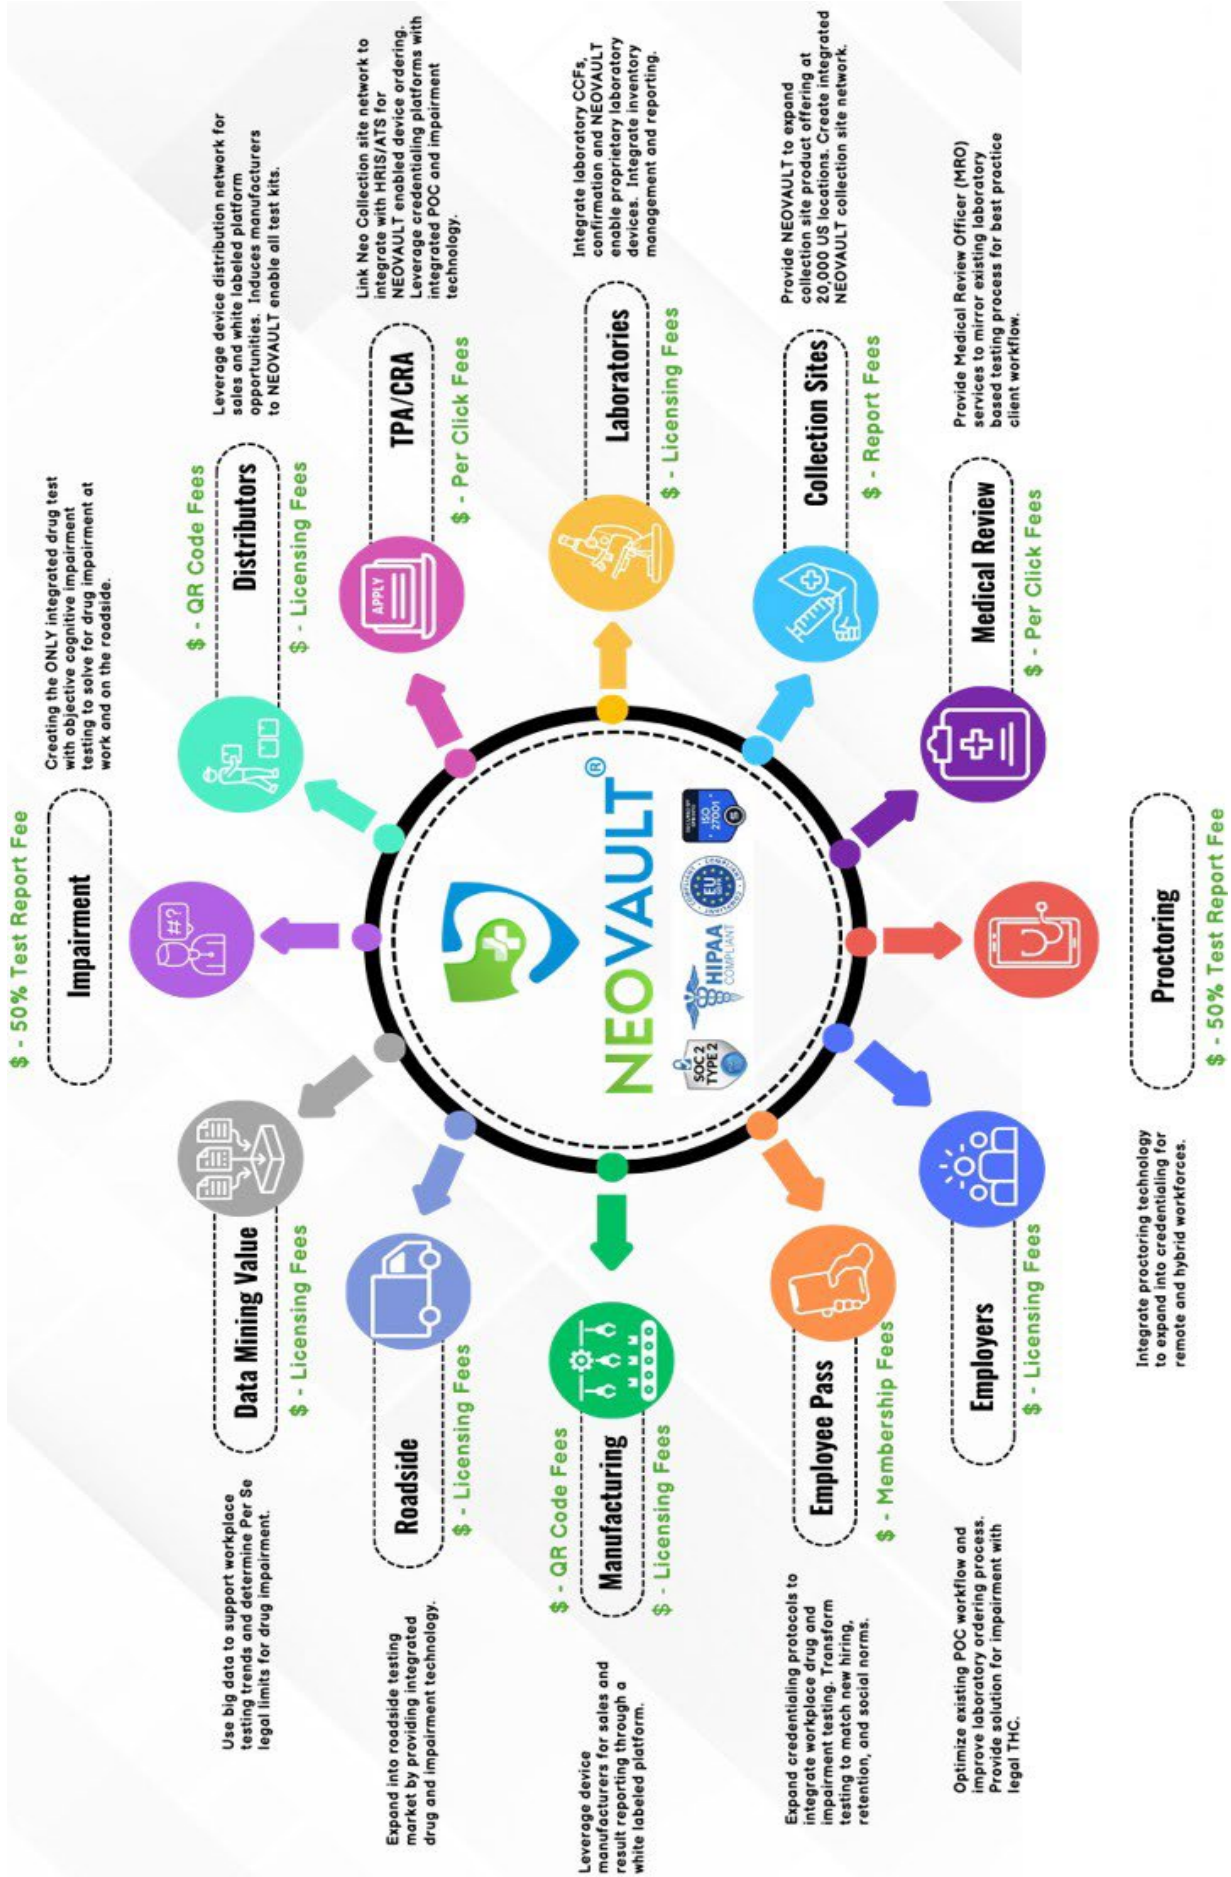 $ - 50% Test Report Fee
Impairment
Creating the ONLY integrated drug test
with objective cognitive impairment
testing to solve for drug impairment at
work and on the roadside.
#?
$ - QR Code Fees
Distributors
$ - Licensing Fees
Leverage device distribution network for
sales and white labeled platform
opportunities. Induces manufacturers
to NEOVAULT enable all test kits.
APPLY
TPA/CRA
$ - Per Click Fees
Link Neo Collection site network to
integrate with HRIS/ATS for
NEOVAULT enabled device ordering.
Leverage credentialing platforms with
integrated POC and impairment
technology.
Laboratories
$ - Licensing Fees
Integrate laboratory CCFs,
confirmation and NEOVAULT
enable proprietary laboratory
devices. Integrate inventory
management and reporting.
Collection Sites
$ - Report Fees
Provide NEOVAULT to expand
collection site product offering at
20,000 US locations. Create integrated
NEOVAULT collection site network.
Medical Review
$ - Per Click Fees
Provide Medical Review Officer (MRO)
services to mirror existing laboratory
based testing process for best practice
client workflow.
Proctoring
$ - 50% Test Report Fee
Integrate proctoring technology
to expand into credentialing for
remote and hybrid workforces.
Employers
$ - Licensing Fees
Optimize existing POC workflow and
improve laboratory ordering process.
Provide solution for impairment with
legal THC.
Employee Pass
$ - Membership Fees
Expand credentialing protocols to
integrate workplace drug and
impairment testing. Transform
testing to match new hiring,
retention, and social norms.
$ - QR Code Fees
Manufacturing
$ - Licensing Fees
Leverage device
manufacturers for sales and
result reporting through a
white labeled platform.
Roadside
$ - Licensing Fees
Expand into roadside testing
market by providing integrated
drug and impairment technology.
Data Mining Value
$ - Licensing Fees
Use big data to support workplace
testing trends and determine Per Se
legal limits for drug impairment.
NEOVAULT®
SOC 2
TYPE 2
HIPAA
COMPLIANT
EU
ISO
27001